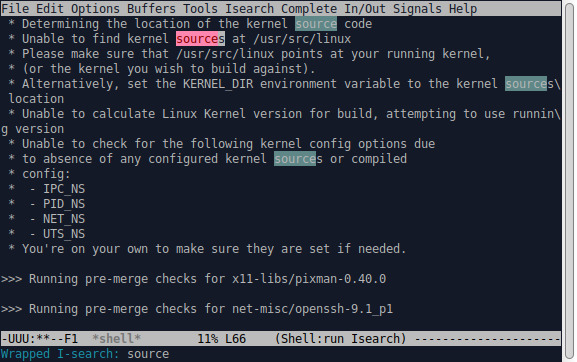 File Edit Options Buffers Tools Isearch Complete In/Out Signals Help
* Determining the location of the kernel source code
* Unable to find kernel sources at /usr/src/linux
* Please make sure that /usr/src/linux points at your running kernel,
* (or the kernel you wish to build against).
* Alternatively, set the KERNEL_DIR environment variable to the kernel sources\
location
* Unable to calculate Linux Kernel version for build, attempting to use runnin\
g version
* Unable to check for the following kernel config options due
* to absence of any configured kernel sources or compiled
* config:
*  - IPC_NS
*  - PID_NS
*  - NET_NS
*  - UTS_NS
* You're on your own to make sure they are set if needed.
>>> Running pre-merge checks for x11-libs/pixman-0.40.0
>>> Running pre-merge checks for net-misc/openssh-9.1_p1
-UUU:**--F1  *shell*       11% L66    (Shell:run Isearch) ---------------------
Wrapped I-search: source